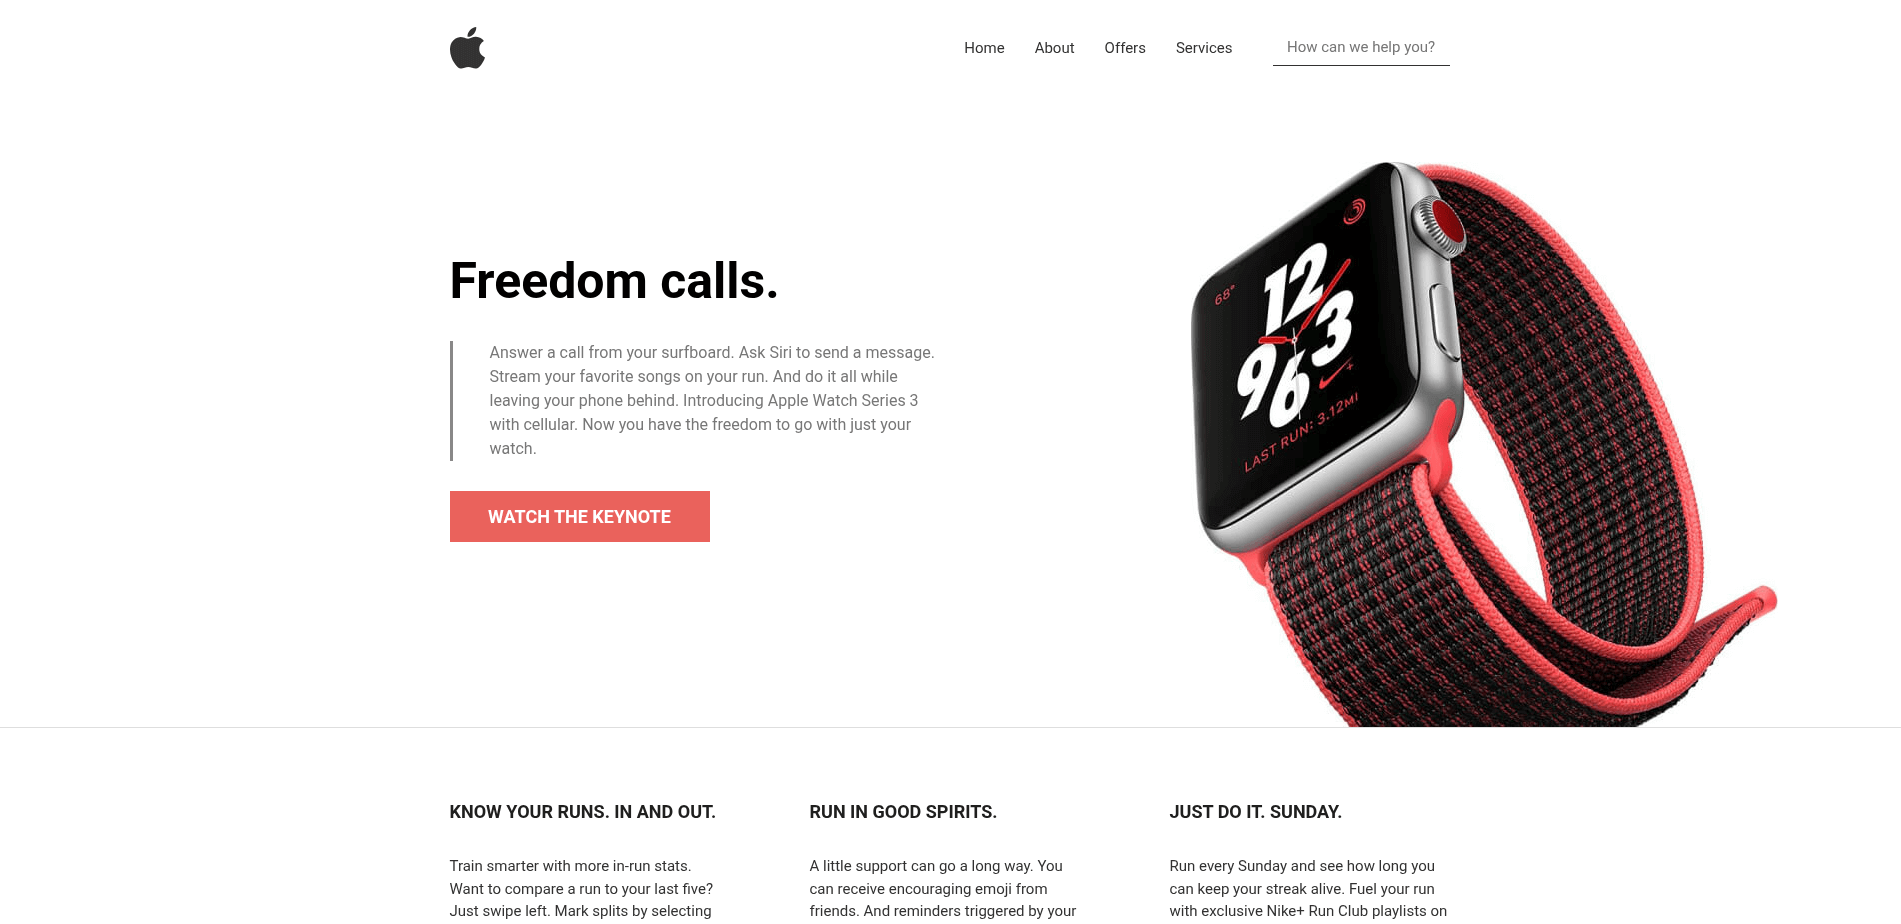 Home About Offers Services How can we help you?
Freedom calls.
Answer a call from your surfboard. Ask Siri to send a message.
Stream your favorite songs on your run. And do it all while
leaving your phone behind. Introducing Apple Watch Series 3
with cellular. Now you have the freedom to go with just your
watch.
WATCH THE KEYNOTE
68°
12
3
9
6
LAST RUN: 3.12MI
KNOW YOUR RUNS. IN AND OUT.
Train smarter with more in-run stats.
Want to compare a run to your last five?
Just swipe left. Mark splits by selecting
RUN IN GOOD SPIRITS.
A little support can go a long way. You
can receive encouraging emoji from
friends. And reminders triggered by your
JUST DO IT. SUNDAY.
Run every Sunday and see how long you
can keep your streak alive. Fuel your run
with exclusive Nike+ Run Club playlists on